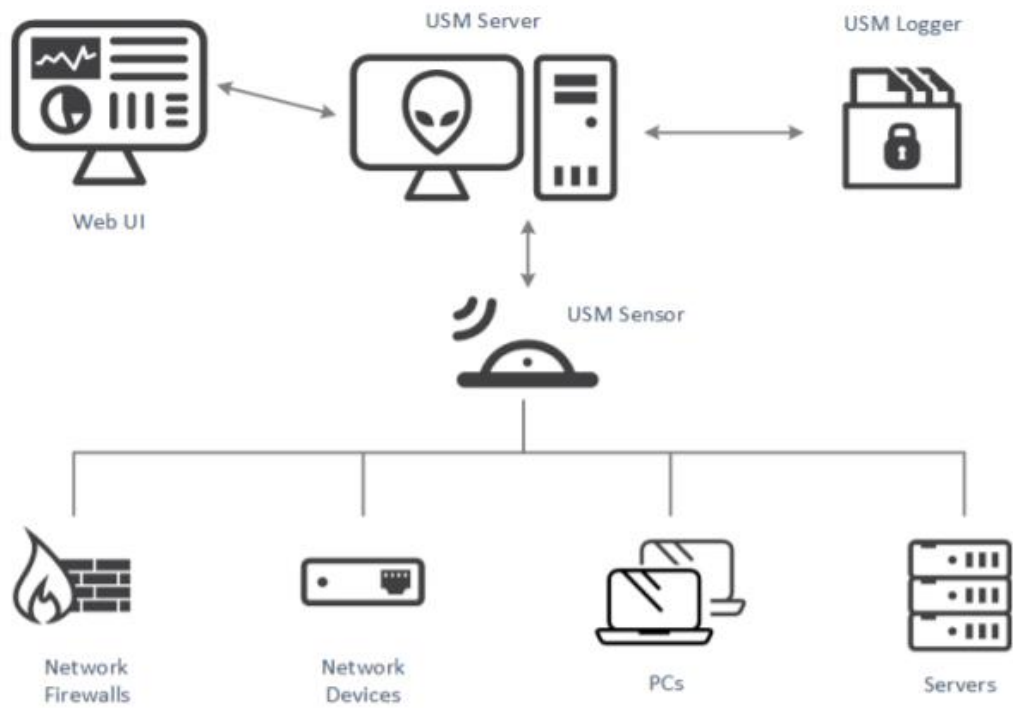 USM Server
USM Logger
Web UI
USM Sensor
Network
Firewalls
Network
Devices
PCs
Servers